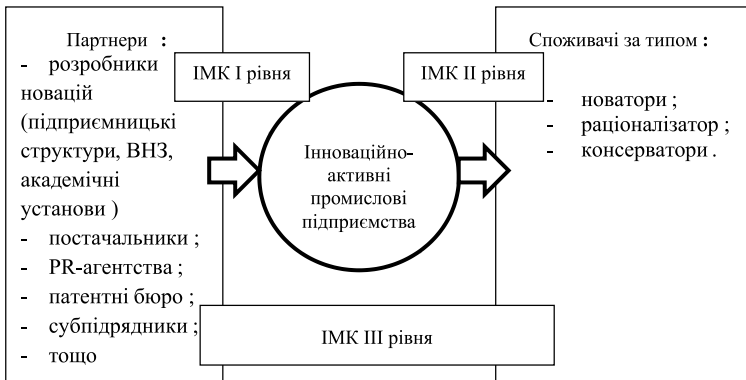 Партнери :
- розробники
новацій
(підприємницькі
структури, ВНЗ,
академічні
установи )
- постачальники ;
- PR-агентства ;
- патентні бюро ;
- субпідрядники ;
- тощо
ІМК І рівня
Інноваційно-
активні
промислові
підприємства
ІМК ІІ рівня
Споживачі за типом :
- новатори ;
- раціоналізатор ;
- консерватори .
ІМК ІІІ рівня